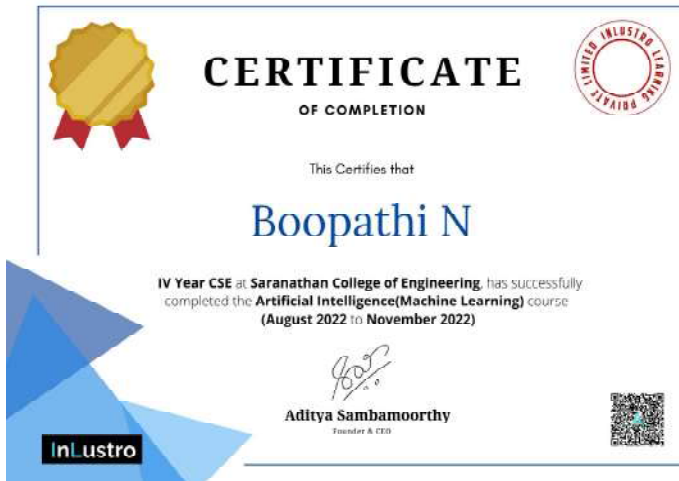 CERTIFICATE
OF COMPLETION
INLUSTRO LEARNING PRIVATE LIMITED
This Certifies that
Boopathi N
IV Year CSE at Saranathan College of Engineering, has successfully
completed the Artificial Intelligence(Machine Learning) course
(August 2022 to November 2022)
Aditya Sambamoorthy
Founder & CEO
InLustro